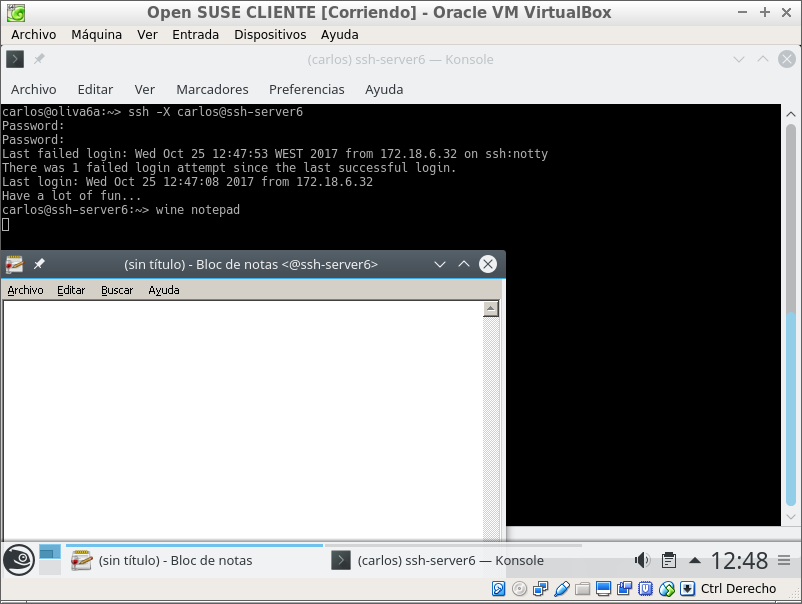 Open SUSE CLIENTE [Corriendo] - Oracle VM VirtualBox
Archivo Máquina Ver Entrada Dispositivos Ayuda
(carlos) ssh-server6 — Konsole
Archivo Editar Ver Marcadores Preferencias Ayuda
carlos@oliva6a:~> ssh -X carlos@ssh-server6
Password:
Password:
Last failed login: Wed Oct 25 12:47:53 WEST 2017 from 172.18.6.32 on ssh:notty
There was 1 failed login attempt since the last successful login.
Last login: Wed Oct 25 12:47:08 2017 from 172.18.6.32
Have a lot of fun...
carlos@ssh-server6:~> wine notepad
(sin título) - Bloc de notas <@ssh-server6>
Archivo Editar Buscar Ayuda
(sin título) - Bloc de notas (carlos) ssh-server6 — Konsole 12:48
Ctrl Derecho